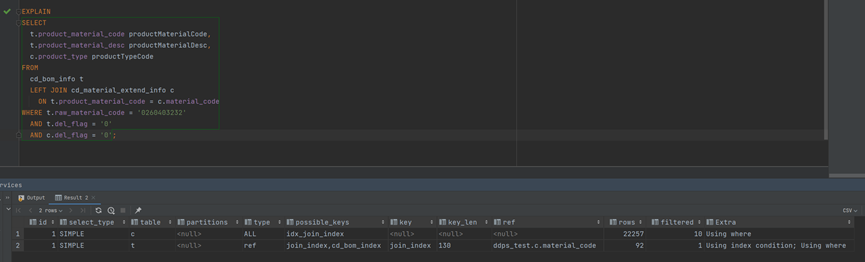 EXPLAIN
SELECT
t.product_material_code productMaterialCode,
t.product_material_desc productMaterialDesc,
c.product_type productTypeCode
FROM
cd_bom_info t
LEFT JOIN cd_material_extend_info c
ON t.product_material_code = c.material_code
WHERE t.raw_material_code = '0260403232'
AND t.del_flag = '0'
AND c.del_flag = '0';
rvices
Output Result 2 ×
2 rows CSV
id select_type table partitions type possible_keys key key_len ref rows filtered Extra
1 1 SIMPLE c <null> ALL idx_join_index <null> <null> <null> 22257 10 Using where
2 1 SIMPLE t <null> ref join_index,cd_bom_index join_index 130 ddps_test.c.material_code 92 1 Using index condition; Using where